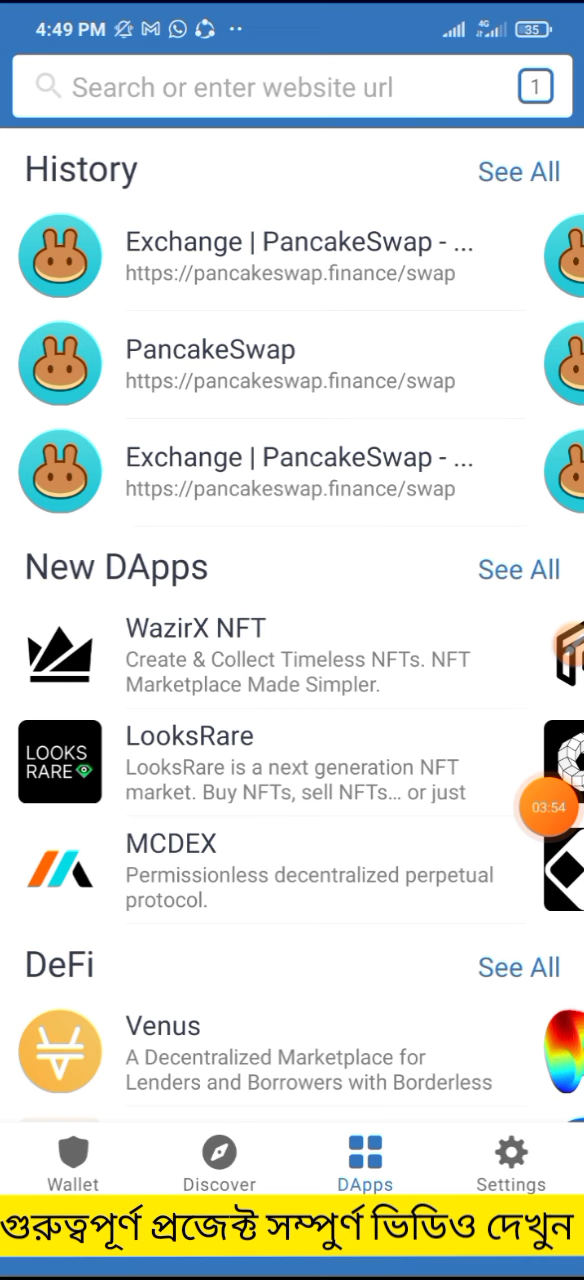 4:49 PM
4G
35
Search or enter website url
1
History
See All
Exchange | PancakeSwap - ...
https://pancakeswap.finance/swap
PancakeSwap
https://pancakeswap.finance/swap
Exchange | PancakeSwap - ...
https://pancakeswap.finance/swap
New DApps
See All
WazirX NFT
Create & Collect Timeless NFTs. NFT
Marketplace Made Simpler.
LOOKS
RARE
LooksRare
LooksRare is a next generation NFT
market. Buy NFTs, sell NFTs... or just
03:54
MCDEX
Permissionless decentralized perpetual
protocol.
DeFi
See All
Venus
A Decentralized Marketplace for
Lenders and Borrowers with Borderless
Wallet
Discover
DApps
Settings
গুরুত্বপূর্ণ প্রজেক্ট সম্পুর্ণ ভিডিও দেখুন